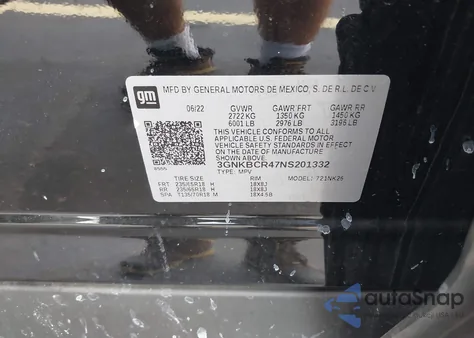 gm
MFD BY GENERAL MOTORS DE MEXICO, S. DE R.L. DE C.V.
06/22 GVWR GAWR FRT GAWR RR
2722 KG 1350 KG 1450 KG
6001 LB 2976 LB 3196 LB
THIS VEHICLE CONFORMS TO ALL
APPLICABLE U.S. FEDERAL MOTOR
VEHICLE SAFETY STANDARDS IN EFFECT
ON THE DATE OF MANUFACTURE SHOWN ABOVE.
3GNKBCR47NS201332
TYPE: MPV MODEL: 721NK26
TIRE SIZE RIM
FRT 235/65R18 H 18X8J
RR 235/65R18 H 18X8J
SPA T135/70R18 M 18X4.5B
autaSnap